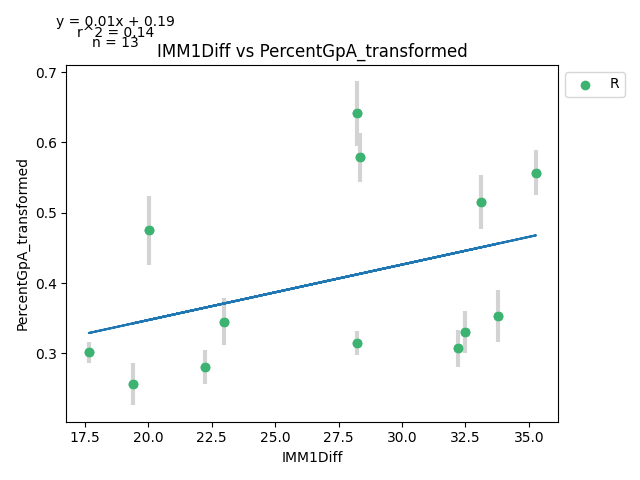 y = 0.01x + 0.19
r^2 = 0.14
n = 13
IMM1Diff vs PercentGpA_transformed
R
0.7
0.6
0.5
0.4
0.3
PercentGpA_transformed
17.5 20.0 22.5 25.0 27.5 30.0 32.5 35.0
IMM1Diff